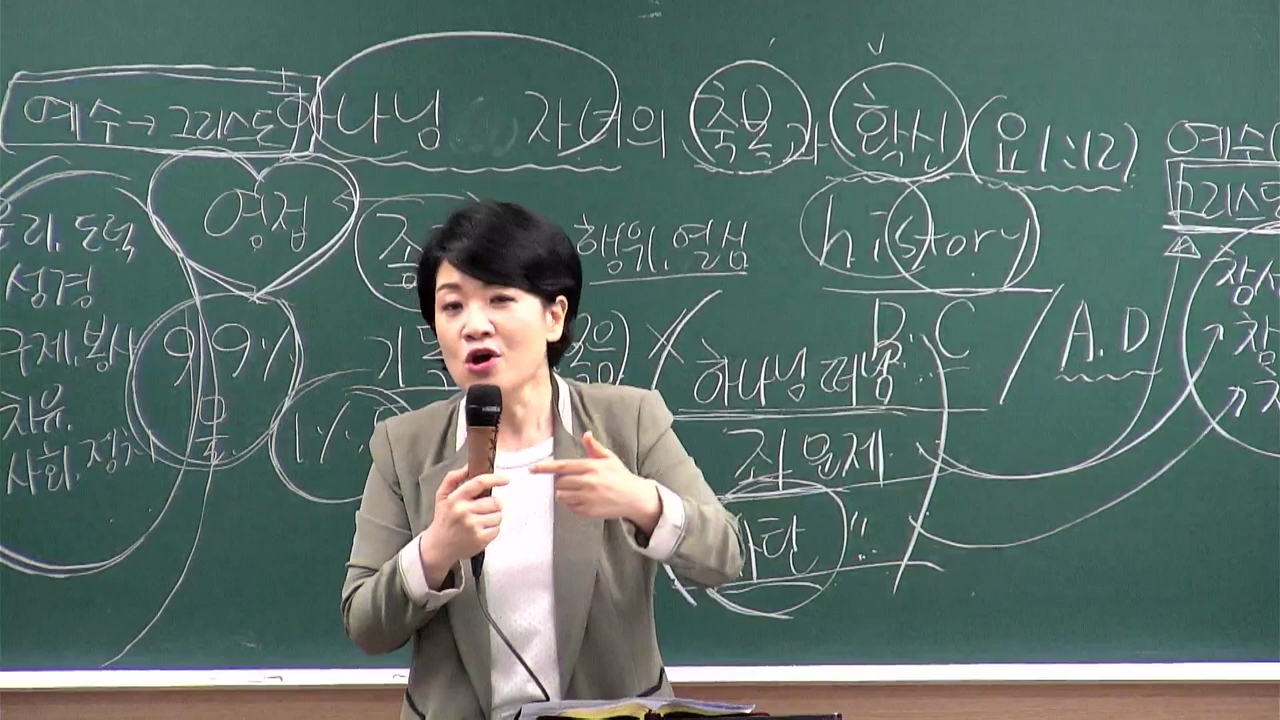 예수→그리스도 하나님 자녀의 축복과 확신 (요1:12) 예수
그리스도
영접
윤리, 도덕
성경
구제, 봉사
치유
사회, 정치
99%
1%
행위, 열심
history
B.C / A.D
하나님 떠남
죄 문제
사탄